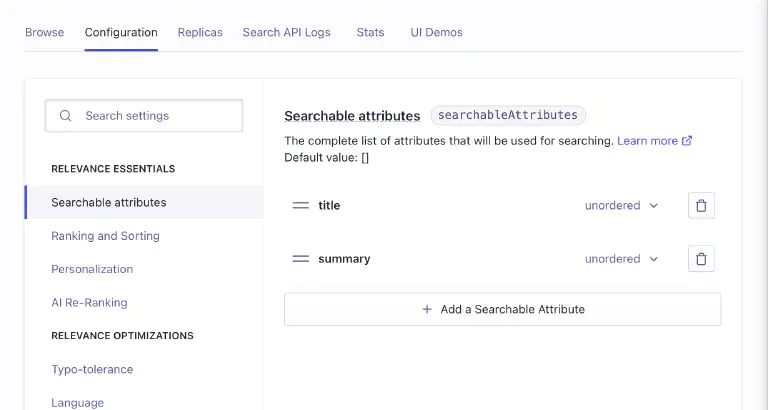 Browse Configuration Replicas Search API Logs Stats UI Demos
Search settings
RELEVANCE ESSENTIALS
Searchable attributes
Ranking and Sorting
Personalization
AI Re-Ranking
RELEVANCE OPTIMIZATIONS
Typo-tolerance
Language
Searchable attributes searchableAttributes
The complete list of attributes that will be used for searching. Learn more
Default value: []
title unordered
summary unordered
+ Add a Searchable Attribute